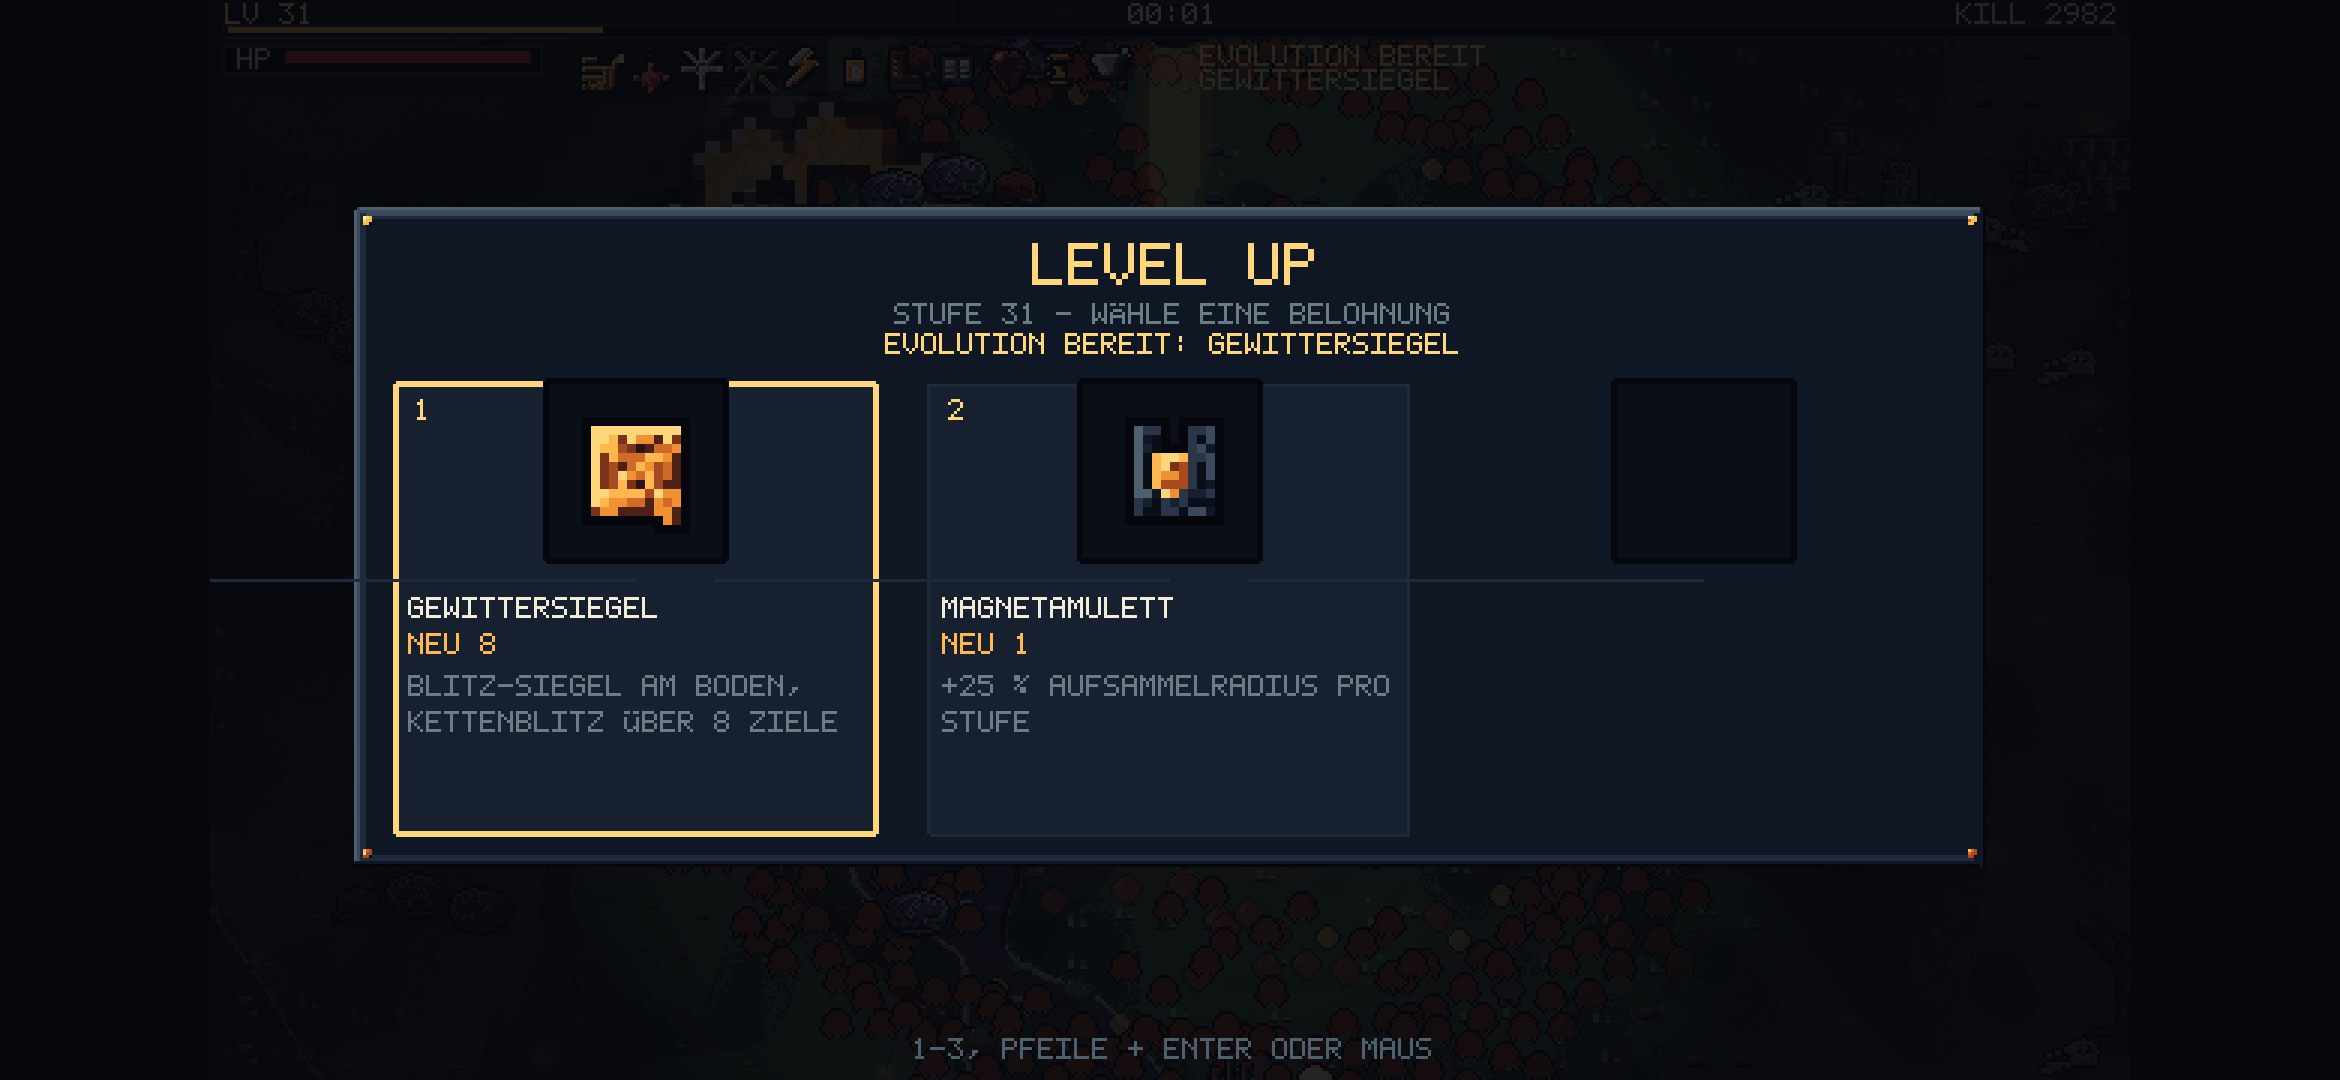 LV 31
00:01
KILL 2982
HP
EVOLUTION BEREIT
GEWITTERSIEGEL
LEVEL UP
STUFE 31 - WäHLE EINE BELOHNUNG
EVOLUTION BEREIT: GEWITTERSIEGEL
1
2
GEWITTERSIEGEL
NEU 8
BLITZ-SIEGEL AM BODEN,
KETTENBLITZ üBER 8 ZIELE
MAGNETAMULETT
NEU 1
+25 % AUFSAMMELRADIUS PRO
STUFE
1-3, PFEILE + ENTER ODER MAUS